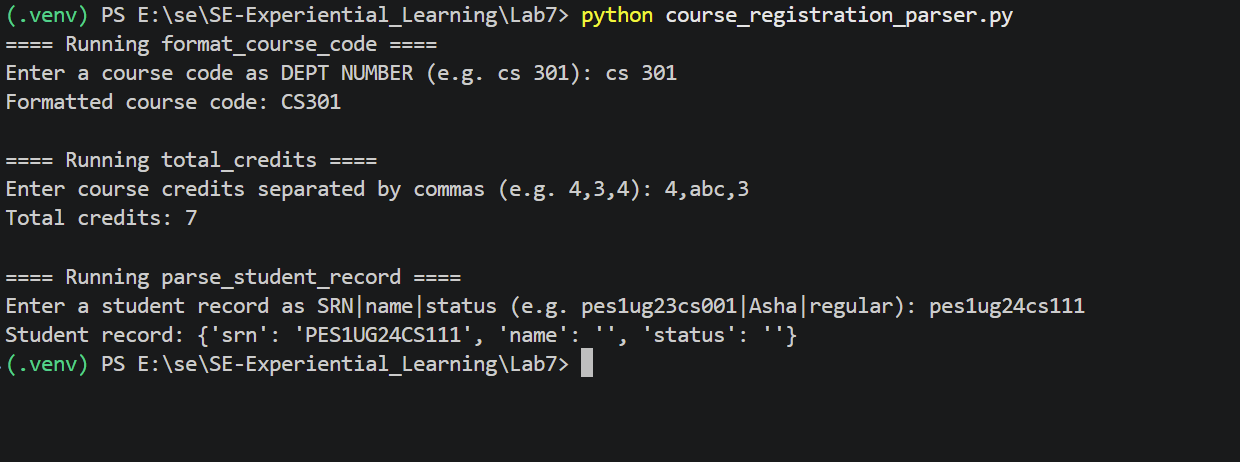 (.venv) PS E:\se\SE-Experiential_Learning\Lab7> python course_registration_parser.py
==== Running format_course_code ====
Enter a course code as DEPT NUMBER (e.g. cs 301): cs 301
Formatted course code: CS301
==== Running total_credits ====
Enter course credits separated by commas (e.g. 4,3,4): 4,abc,3
Total credits: 7
==== Running parse_student_record ====
Enter a student record as SRN|name|status (e.g. pes1ug23cs001|Asha|regular): pes1ug24cs111
Student record: {'srn': 'PES1UG24CS111', 'name': '', 'status': ''}
(.venv) PS E:\se\SE-Experiential_Learning\Lab7>